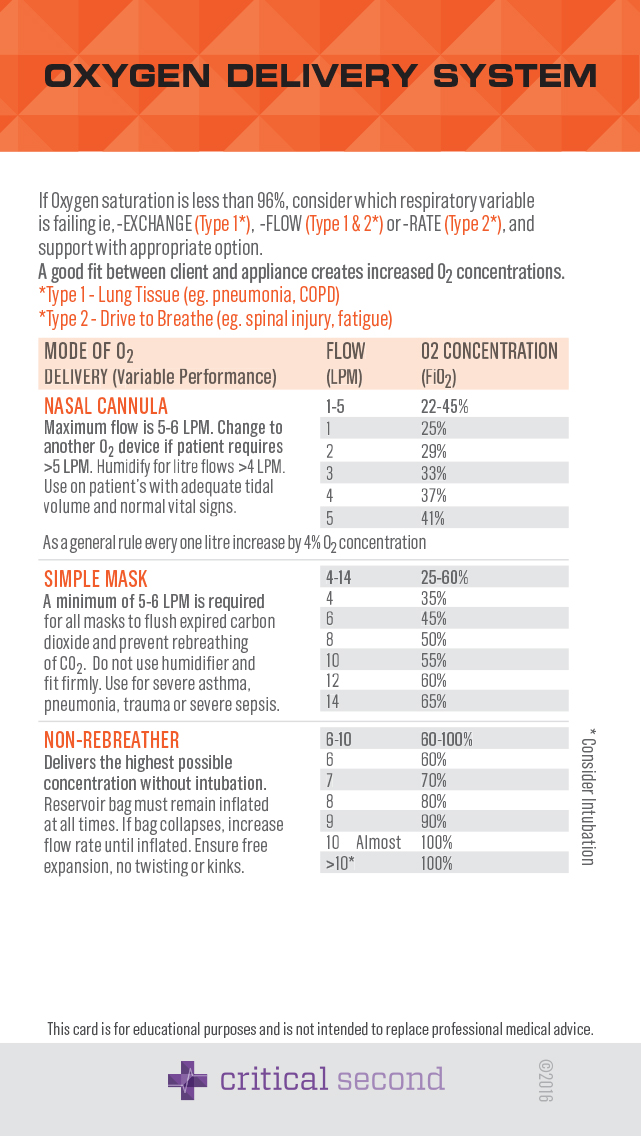 OXYGEN DELIVERY SYSTEM
If Oxygen saturation is less than 96%, consider which respiratory variable
is failing ie, -EXCHANGE (Type 1*), -FLOW (Type 1 & 2*) or -RATE (Type 2*), and
support with appropriate option.
A good fit between client and appliance creates increased O2 concentrations.
*Type 1 - Lung Tissue (eg. pneumonia, COPD)
*Type 2 - Drive to Breathe (eg. spinal injury, fatigue)
MODE OF O2 FLOW O2 CONCENTRATION
DELIVERY (Variable Performance) (LPM) (FiO2)
NASAL CANNULA 1-5 22-45%
Maximum flow is 5-6 LPM. Change to 1 25%
another O2 device if patient requires 2 29%
>5 LPM. Humidify for litre flows >4 LPM. 3 33%
Use on patient's with adequate tidal 4 37%
volume and normal vital signs. 5 41%
As a general rule every one litre increase by 4% O2 concentration
SIMPLE MASK 4-14 25-60%
A minimum of 5-6 LPM is required 4 35%
for all masks to flush expired carbon 6 45%
dioxide and prevent rebreathing 8 50%
of CO2. Do not use humidifier and 10 55%
fit firmly. Use for severe asthma, 12 60%
pneumonia, trauma or severe sepsis. 14 65%
NON-REBREATHER 6-10 60-100%
Delivers the highest possible 6 60%
concentration without intubation. 7 70%
Reservoir bag must remain inflated 8 80%
at all times. If bag collapses, increase 9 90%
flow rate until inflated. Ensure free 10 Almost 100%
expansion, no twisting or kinks. >10* 100%
* Consider Intubation
This card is for educational purposes and is not intended to replace professional medical advice.
critical second
©2016